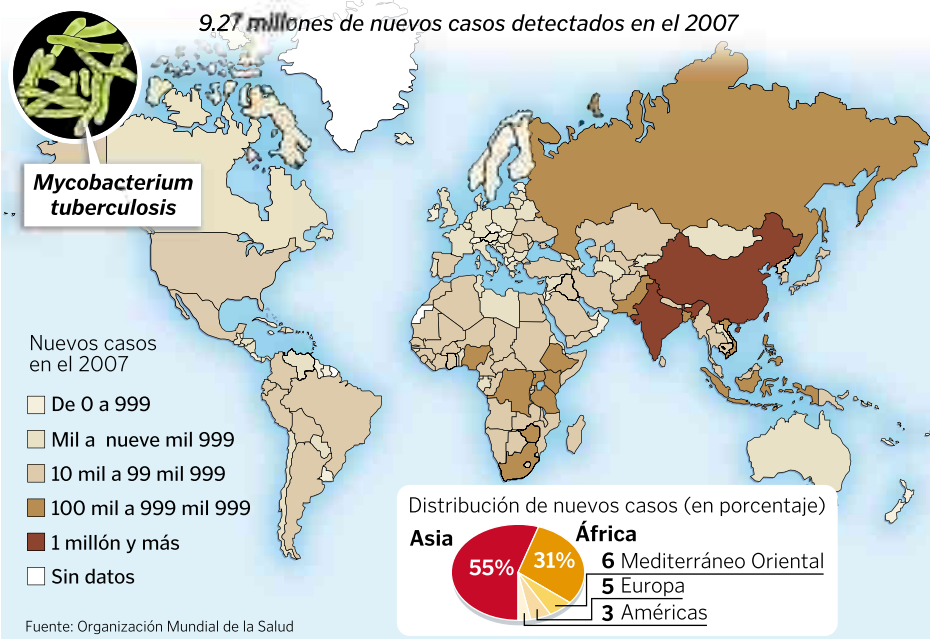 9.27 millones de nuevos casos detectados en el 2007
Mycobacterium
tuberculosis
Nuevos casos
en el 2007
De 0 a 999
Mil a nueve mil 999
10 mil a 99 mil 999
100 mil a 999 mil 999
1 millón y más
Sin datos
Fuente: Organización Mundial de la Salud
Distribución de nuevos casos (en porcentaje)
Asia
55%
África
31%
6 Mediterráneo Oriental
5 Europa
3 Américas